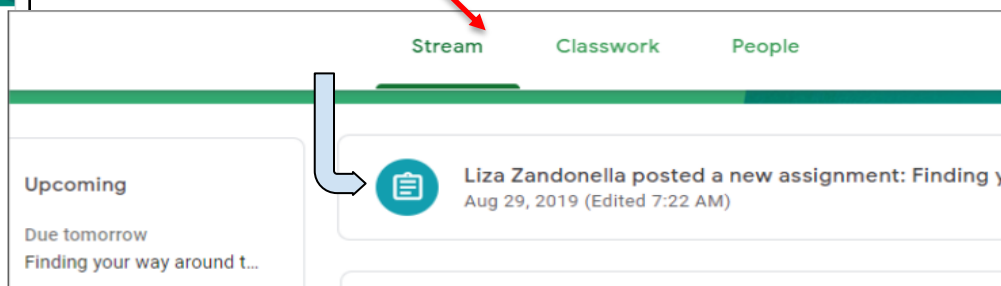 Stream Classwork People
Upcoming
Due tomorrow
Finding your way around t...
Liza Zandonella posted a new assignment: Finding
Aug 29, 2019 (Edited 7:22 AM)